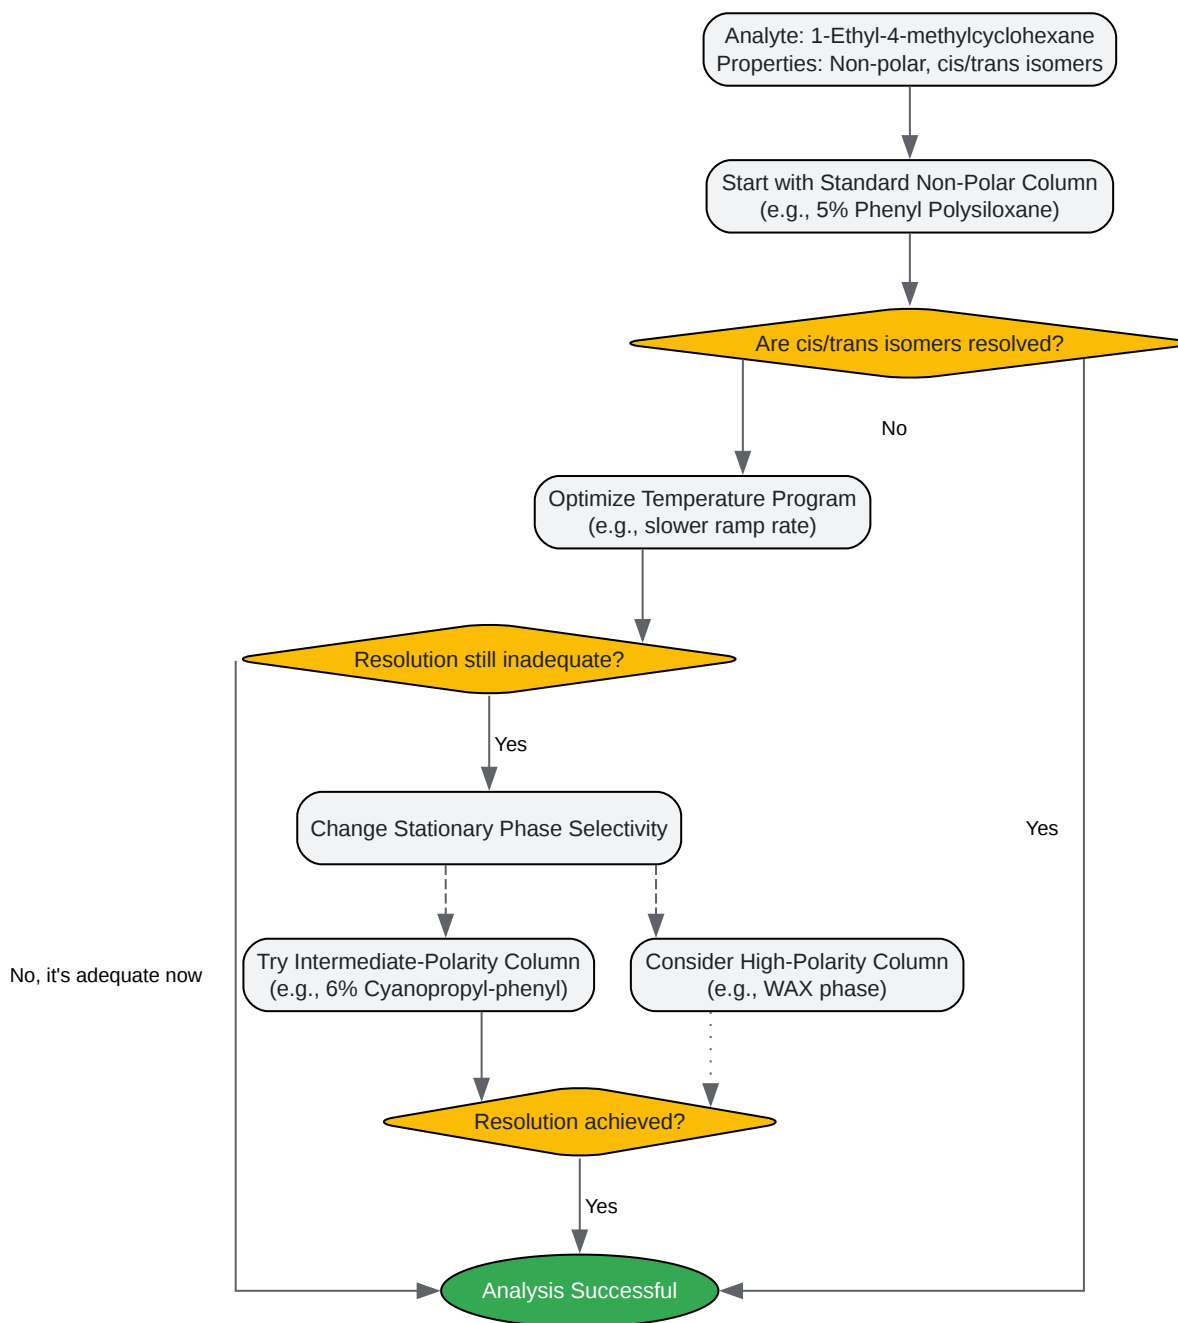 Analyte: 1-Ethyl-4-methylcyclohexane
Properties: Non-polar, cis/trans isomers
Start with Standard Non-Polar Column
(e.g., 5% Phenyl Polysiloxane)
Are cis/trans isomers resolved?
No
Optimize Temperature Program
(e.g., slower ramp rate)
Resolution still inadequate?
Yes
Change Stationary Phase Selectivity
Yes
Try Intermediate-Polarity Column
(e.g., 6% Cyanopropyl-phenyl)
Consider High-Polarity Column
(e.g., WAX phase)
No, it's adequate now
Resolution achieved?
Yes
Analysis Successful